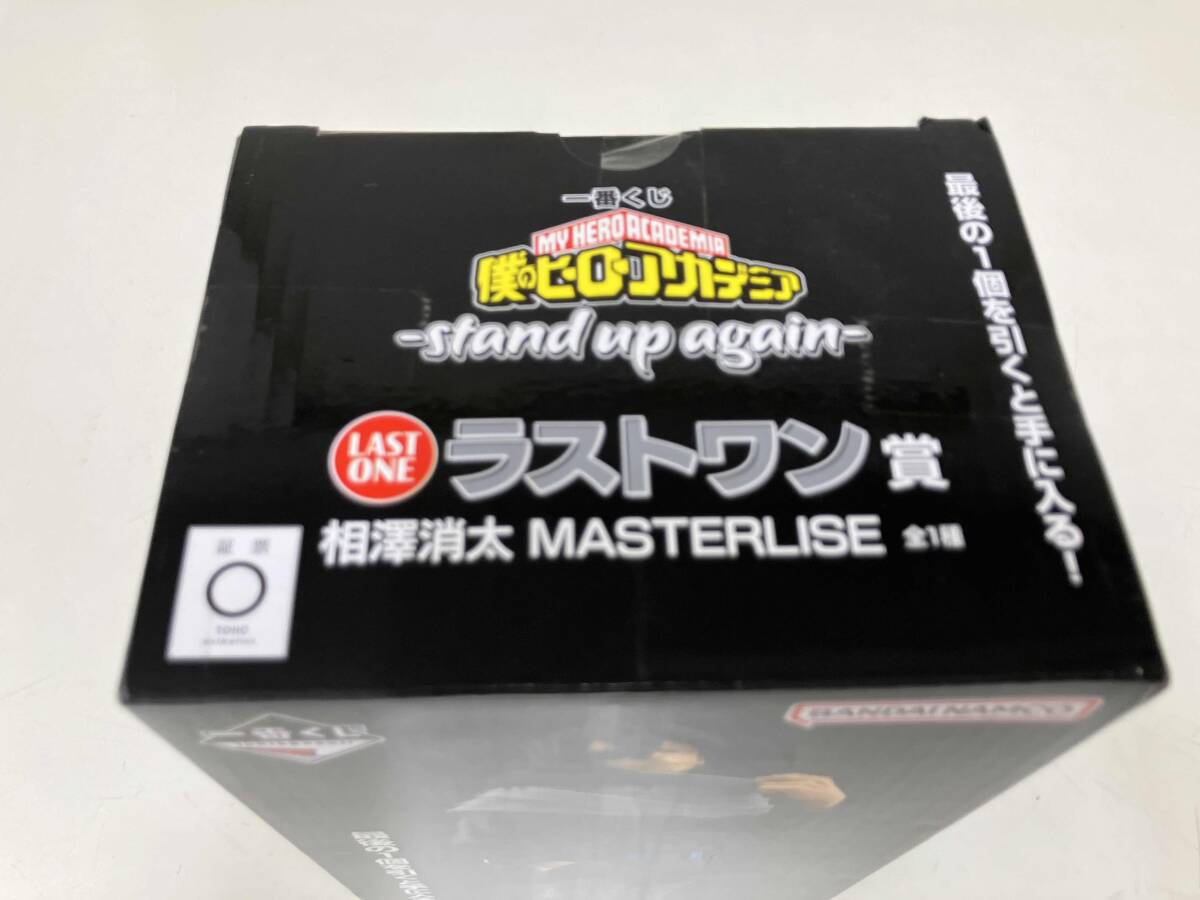 一番くじ
MY HERO ACADEMIA
僕のヒーローアカデミア
-stand up again-
LAST
ONE
ラストワン賞
相澤消太 MASTERLISE 全1種
最後の1個を引くと手に入る!
証票
TOHO
animation
一番くじ
BANDAI NAMCO